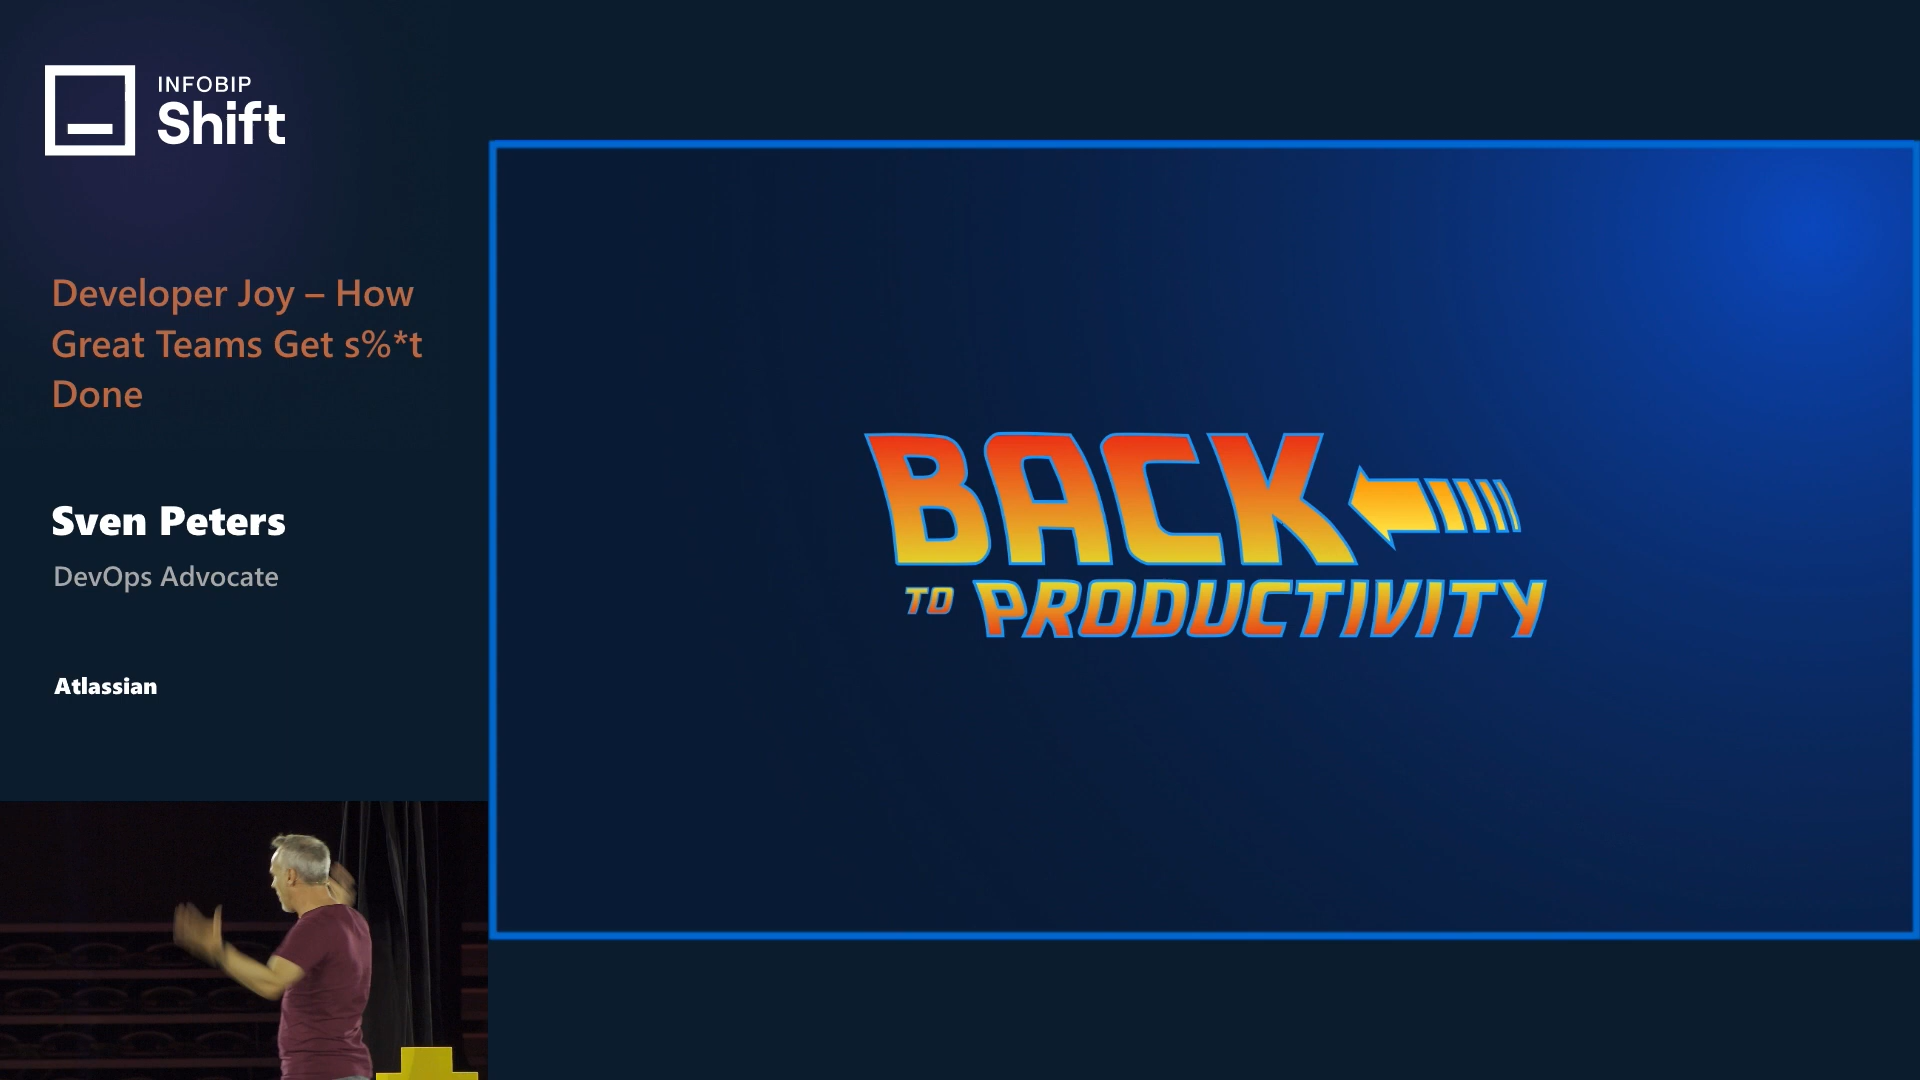 INFOBIP
Shift
Developer Joy – How
Great Teams Get s%*t
Done
Sven Peters
DevOps Advocate
Atlassian
BACK
TO PRODUCTIVITY